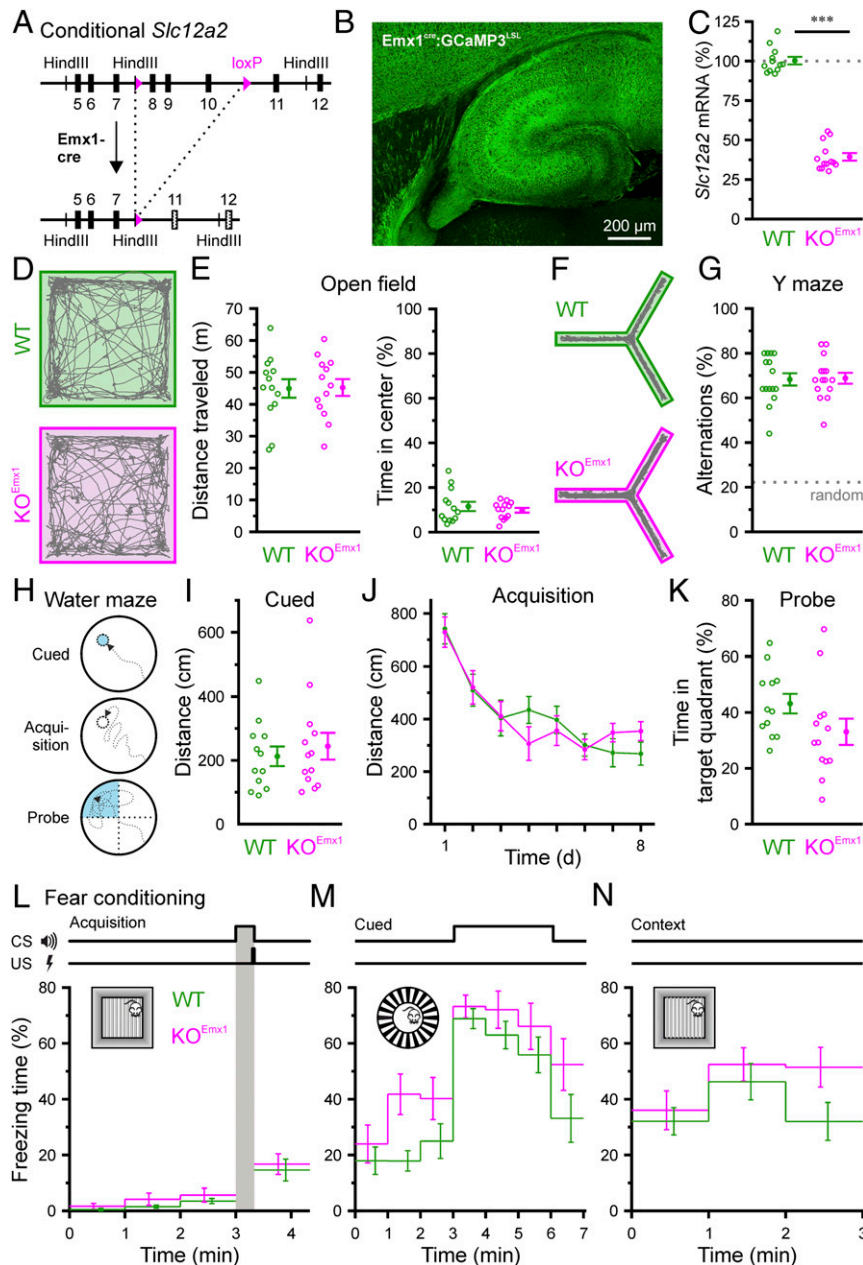 A Conditional Slc12a2
HindIII HindIII loxP HindIII
5 6 7 8 9 10 11 12
Emx1-
cre
5 6 7 11 12
HindIII HindIII HindIII
B
Emx1cre:GCaMP3LSL
200 µm
C
***
Slc12a2 mRNA (%)
125
100
75
50
25
0
WT KOEmx1
D
WT
KOEmx1
E Open field
Distance traveled (m)
70
60
50
40
30
20
10
0
WT KOEmx1
Time in center (%)
100
80
60
40
20
0
WT KOEmx1
F
WT
KOEmx1
G Y maze
Alternations (%)
100
80
60
40
20
0
random
WT KOEmx1
H Water maze
Cued
Acqui-
sition
Probe
I Cued
Distance (cm)
600
400
200
0
WT KOEmx1
J Acquisition
Distance (cm)
800
600
400
200
0
1 8
Time (d)
K Probe
Time in
target quadrant (%)
80
60
40
20
0
WT KOEmx1
L Fear conditioning
Acquisition
CS
US
WT
KOEmx1
Freezing time (%)
80
60
40
20
0
0 1 2 3 4
Time (min)
M
Cued
80
60
40
20
0
0 1 2 3 4 5 6 7
Time (min)
N
Context
80
60
40
20
0
0 1 2 3
Time (min)